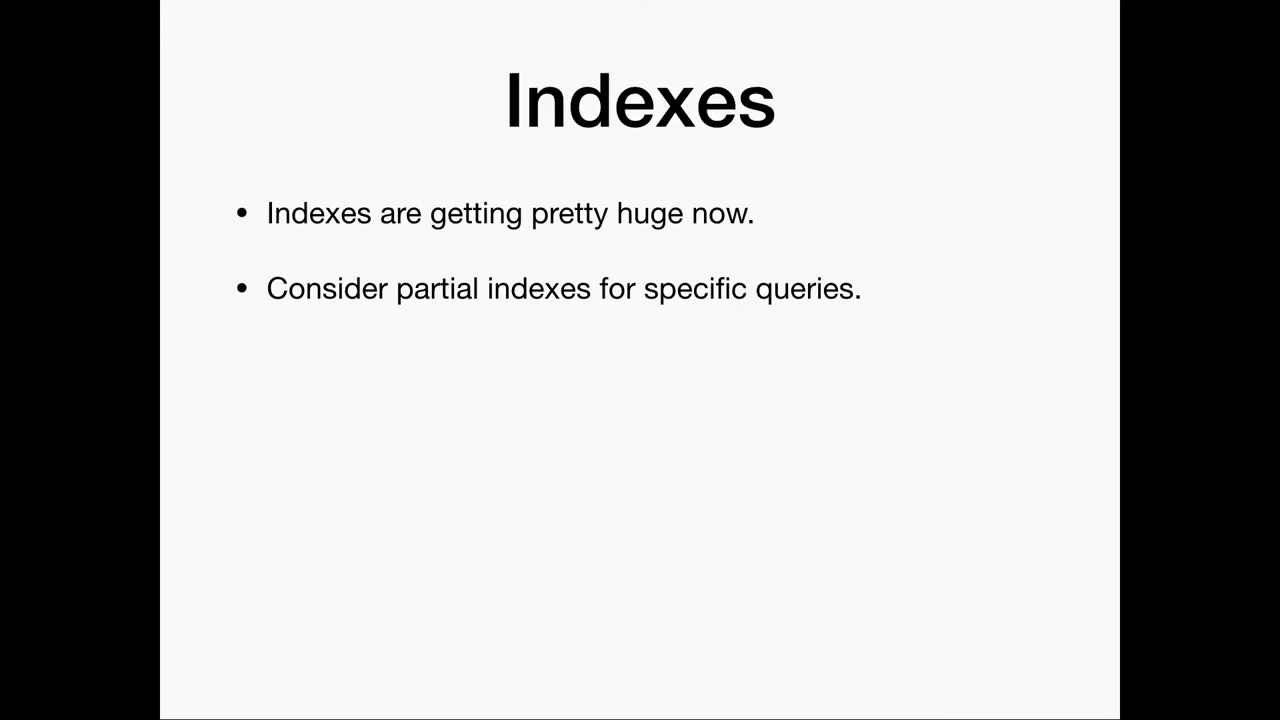 Indexes
• Indexes are getting pretty huge now.
• Consider partial indexes for specific queries.